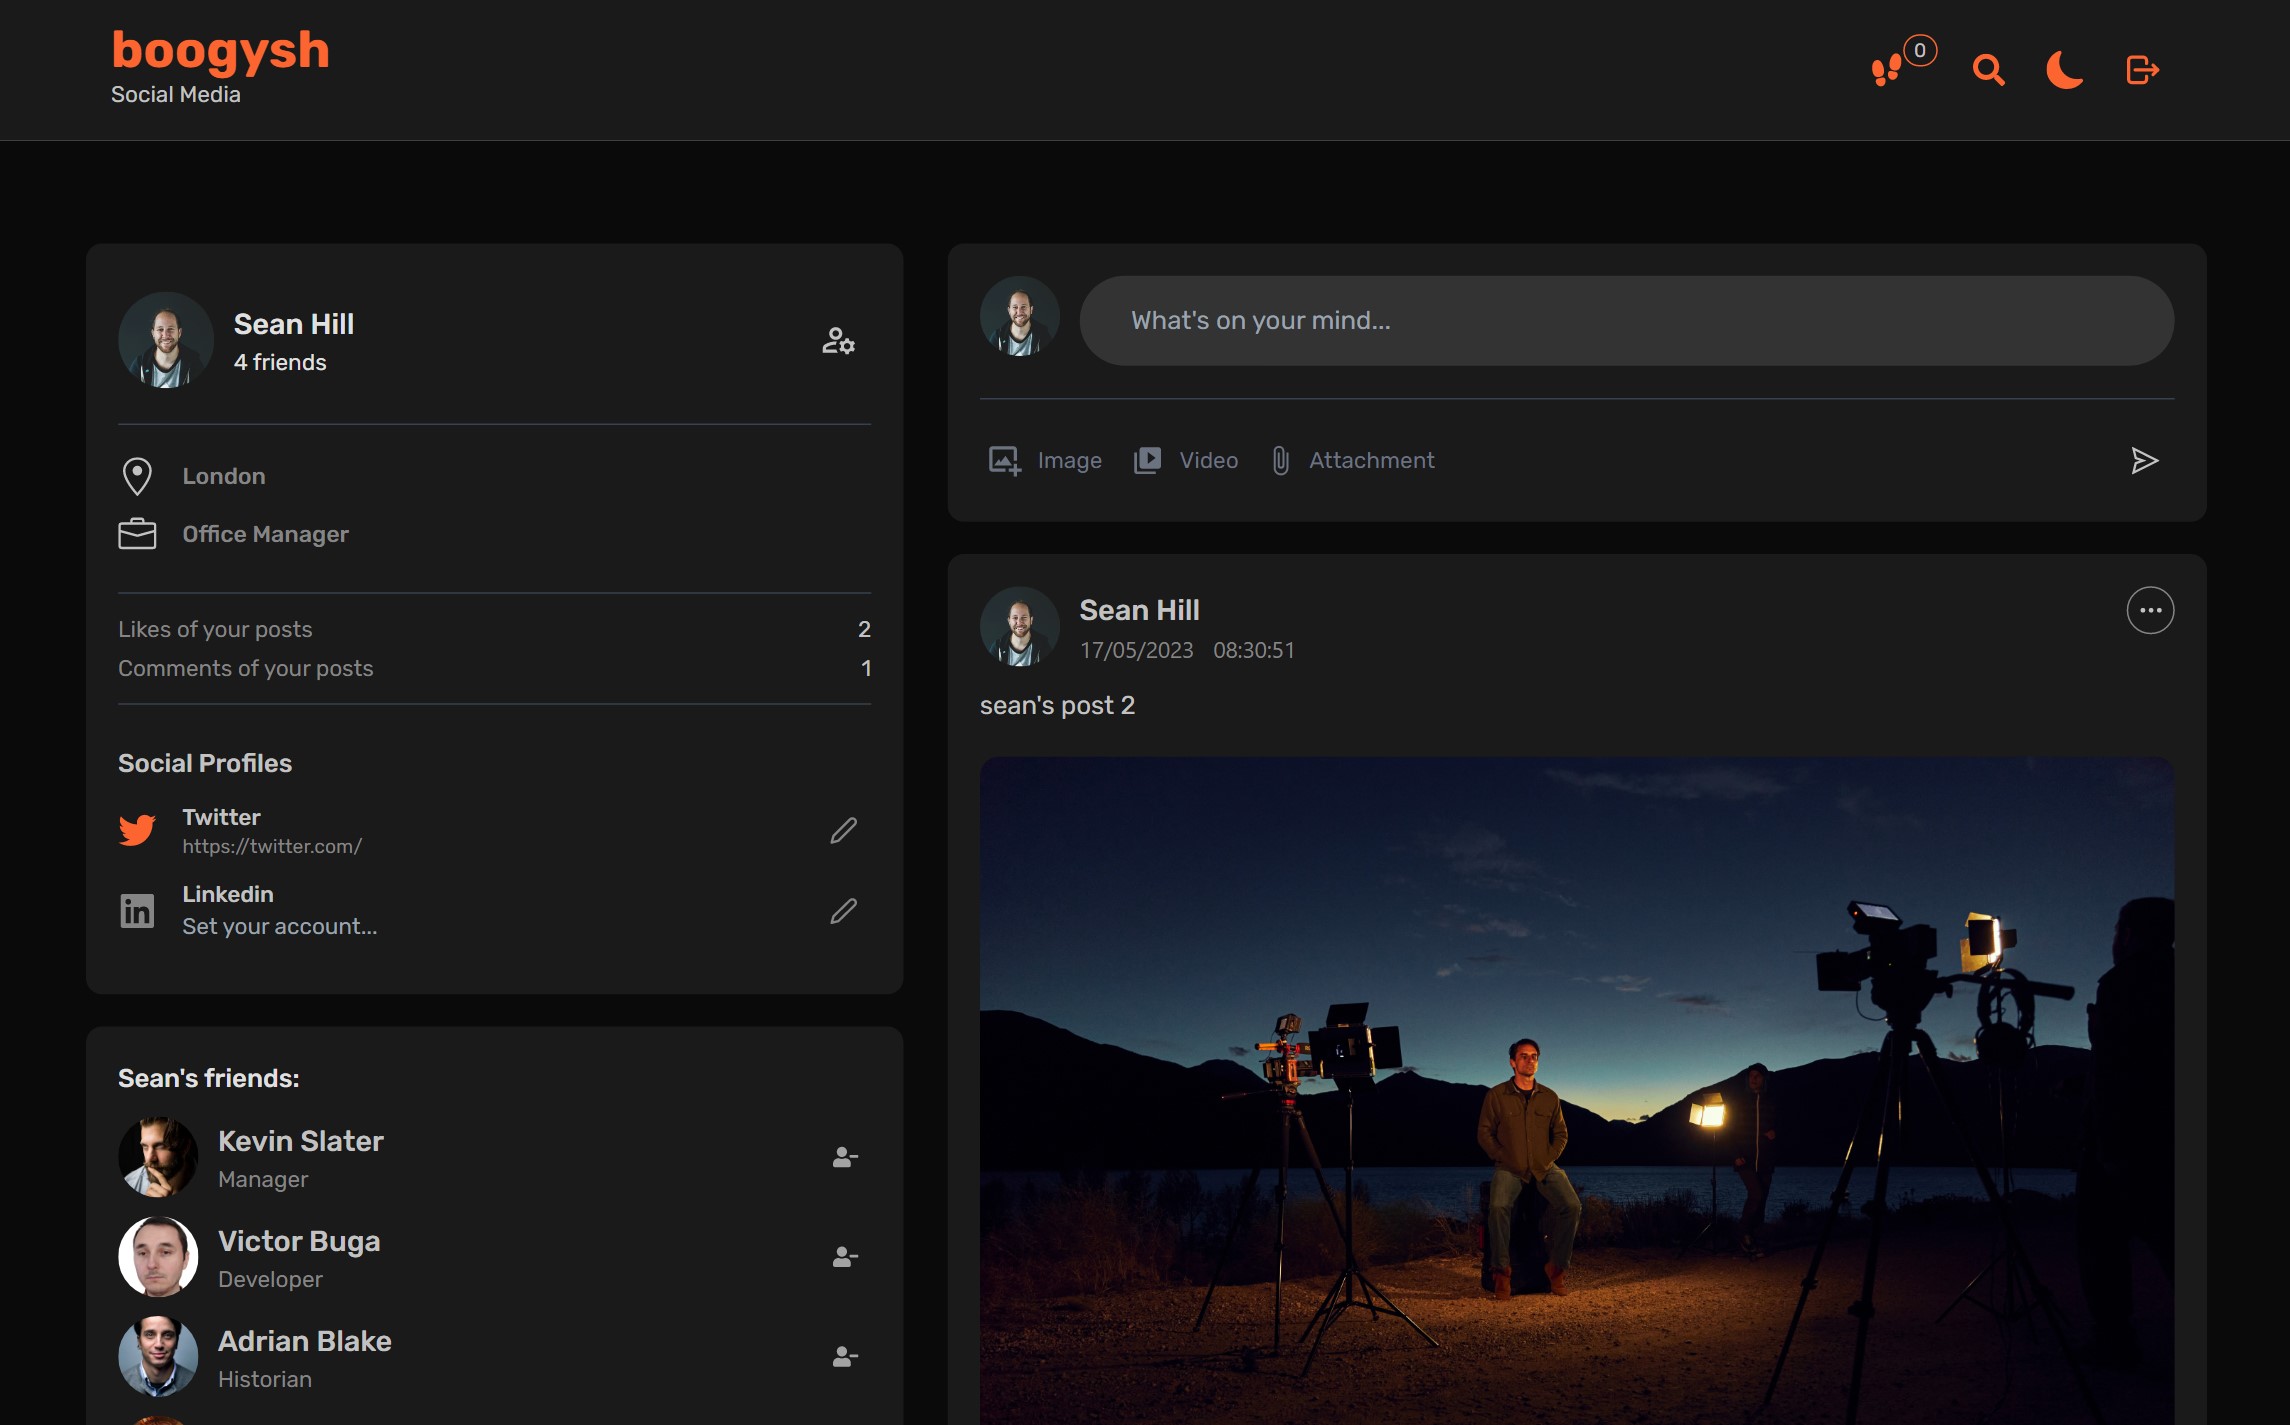 boogysh
Social Media
0
Sean Hill
4 friends
London
Office Manager
Likes of your posts 2
Comments of your posts 1
Social Profiles
Twitter
https://twitter.com/
Linkedin
Set your account...
Sean's friends:
Kevin Slater
Manager
Victor Buga
Developer
Adrian Blake
Historian
What's on your mind...
Image Video Attachment
Sean Hill
17/05/2023 08:30:51
sean's post 2